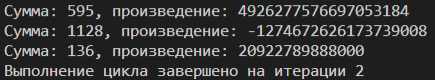 Сумма: 595, произведение: 4926277576697053184
Сумма: 1128, произведение: -1274672626173739008
Сумма: 136, произведение: 20922789888000
Выполнение цикла завершено на итерации 2